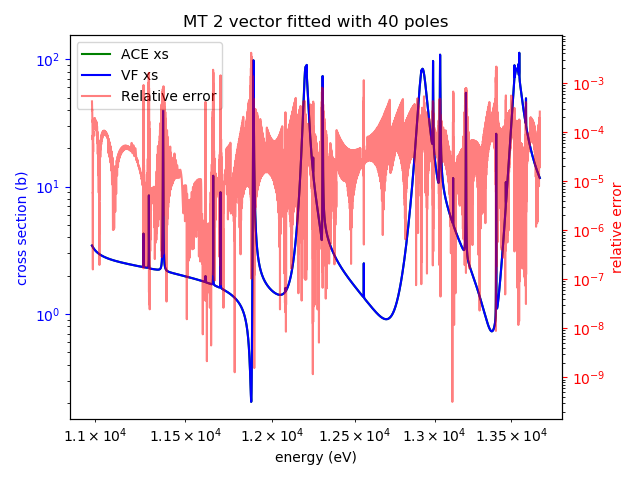 MT 2 vector fitted with 40 poles
ACE xs
VF xs
Relative error
cross section (b)
10²
10¹
10⁰
relative error
10⁻³
10⁻⁴
10⁻⁵
10⁻⁶
10⁻⁷
10⁻⁸
10⁻⁹
1.1 × 10⁴ 1.15 × 10⁴ 1.2 × 10⁴ 1.25 × 10⁴ 1.3 × 10⁴ 1.35 × 10⁴
energy (eV)